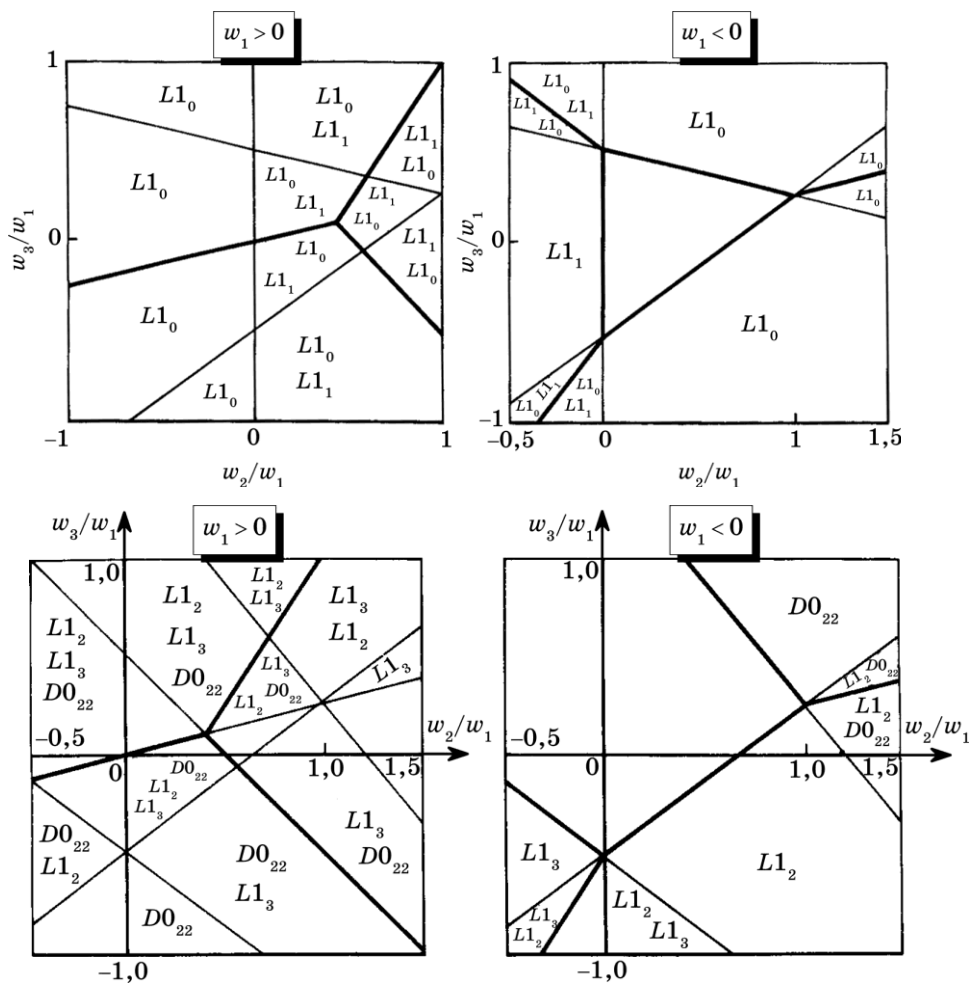 w₁ > 0
w₁ < 0
1
L1₀
L1₀
L1₁
L1₁
L1₀
L1₀
L1₀
L1₁
L1₁
L1₀
w₃/w₁
0
L1₀
L1₁
L1₁
L1₀
L1₀
L1₀
L1₀
L1₁
–1
0
1
w₂/w₁
1
L1₀
L1₁
L1₁
L1₀
L1₀
L1₀
L1₀
w₃/w₁
0
L1₁
L1₀
L1₀
L1₁
L1₀
L1₁
–1
–0,5
0
1
1,5
w₂/w₁
w₃/w₁
w₁ > 0
1,0
L1₂
L1₃
D0₂₂
L1₂
L1₃
D0₂₂
L1₂
L1₃
L1₃
L1₂
L1₃
D0₂₂
L1₂
L1₃
w₂/w₁
–0,5
0
1,0
1,5
D0₂₂
L1₂
L1₃
D0₂₂
L1₂
D0₂₂
L1₃
L1₃
D0₂₂
D0₂₂
–1,0
w₃/w₁
w₁ < 0
1,0
D0₂₂
L1₂
D0₂₂
L1₂
D0₂₂
w₂/w₁
–0,5
0
1,0
1,5
L1₃
L1₃
L1₂
L1₂
L1₃
L1₂
–1,0